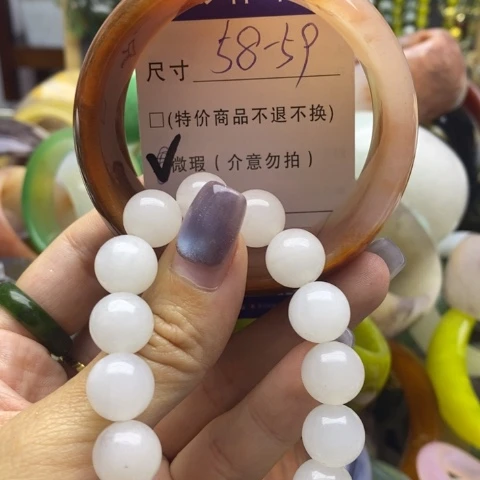 尺寸 58-59
□(特价商品不退不换)
微瑕(介意勿拍)